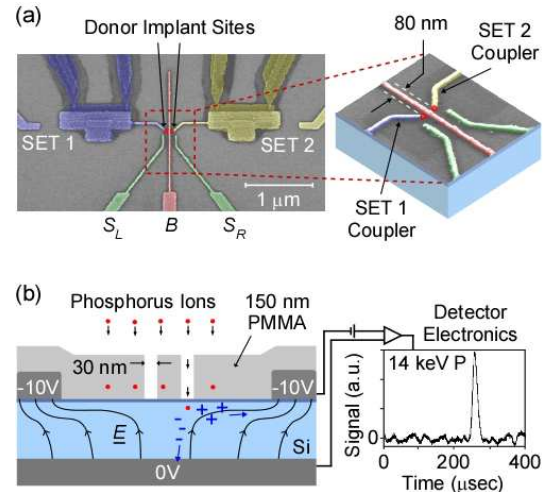 (a)
Donor Implant Sites
80 nm
SET 2
Coupler
SET 1
SET 2
1 μm
S_L B S_R
SET 1
Coupler
(b)
Phosphorus Ions
150 nm
PMMA
Detector
Electronics
30 nm
-10V
-10V
14 keV P
E
Si
0V
Signal (a.u.)
0
0 200 400
Time (μsec)